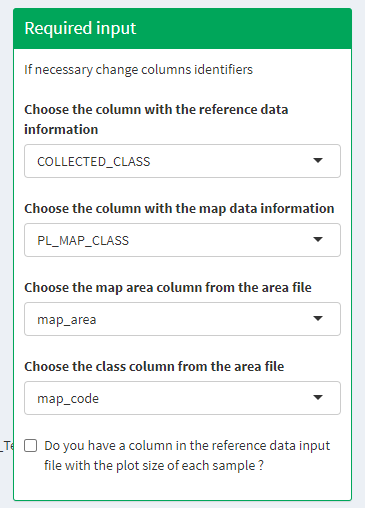 Required input
If necessary change columns identifiers
Choose the column with the reference data
information
COLLECTED_CLASS
Choose the column with the map data information
PL_MAP_CLASS
Choose the map area column from the area file
map_area
Choose the class column from the area file
map_code
Do you have a column in the reference data input
file with the plot size of each sample ?